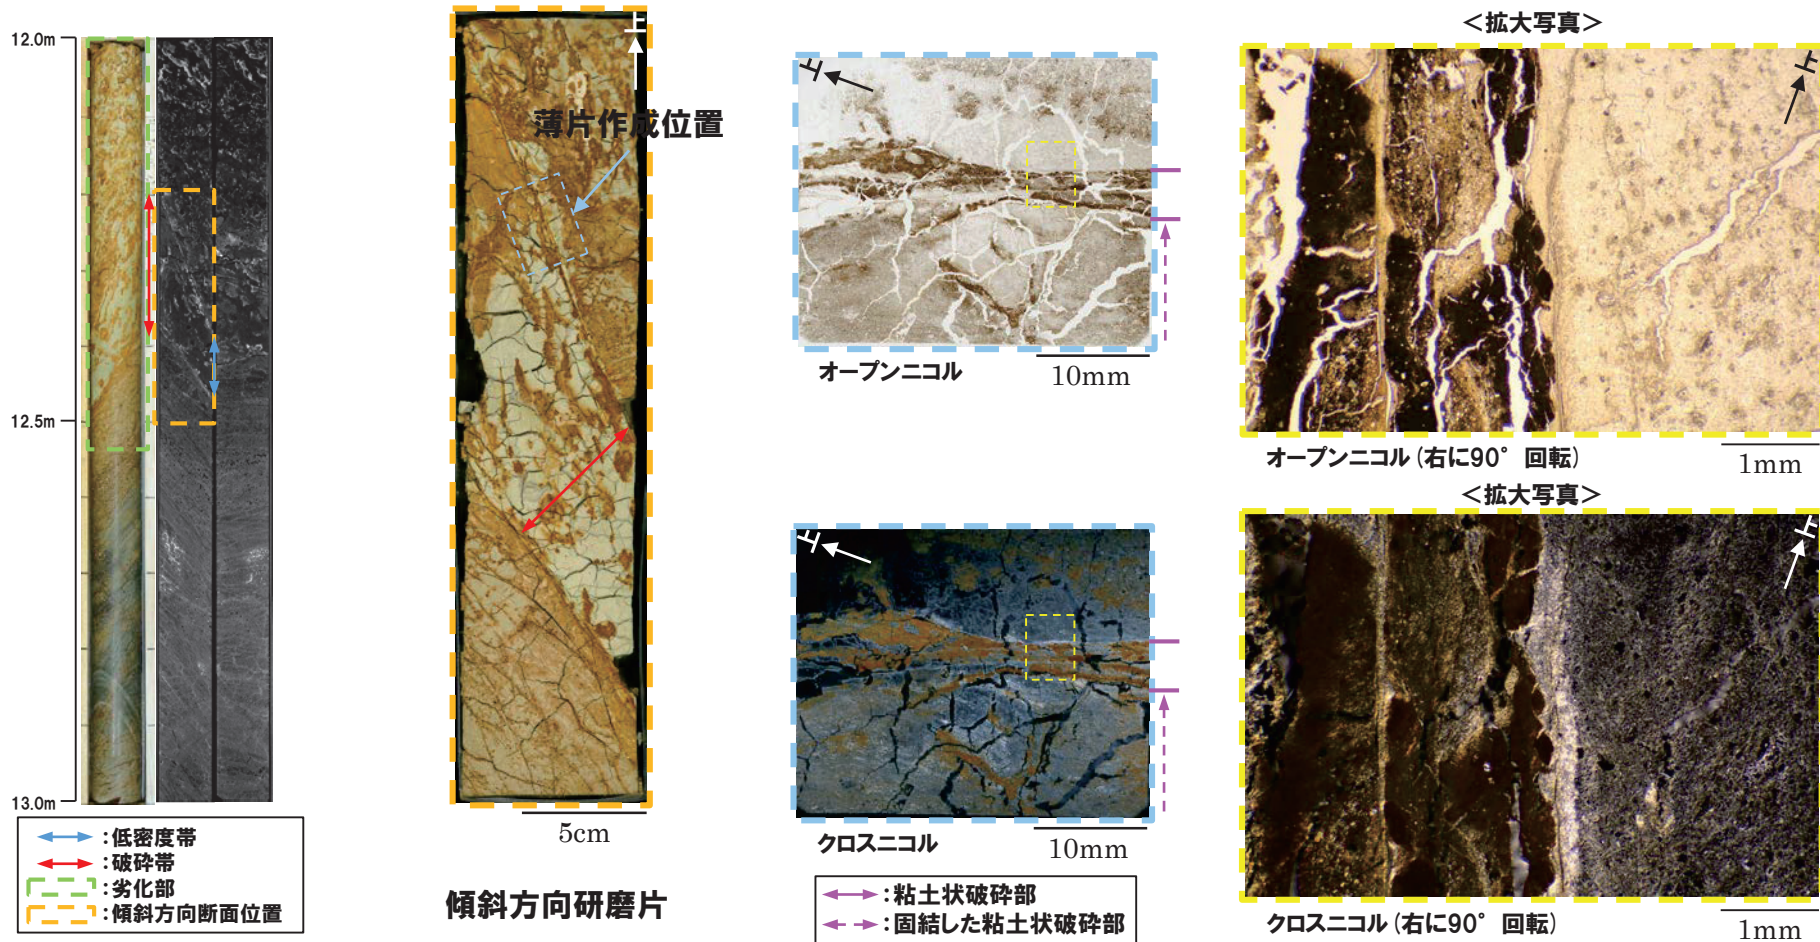 12.0m
12.5m
13.0m
:低密度帯
:破砕帯
:劣化部
:傾斜方向断面位置
上
薄片作成位置
5cm
傾斜方向研磨片
上
オープンニコル
10mm
上
クロスニコル
10mm
:粘土状破砕部
:固結した粘土状破砕部
<拡大写真>
上
オープンニコル (右に90° 回転)
1mm
<拡大写真>
上
クロスニコル (右に90° 回転)
1mm